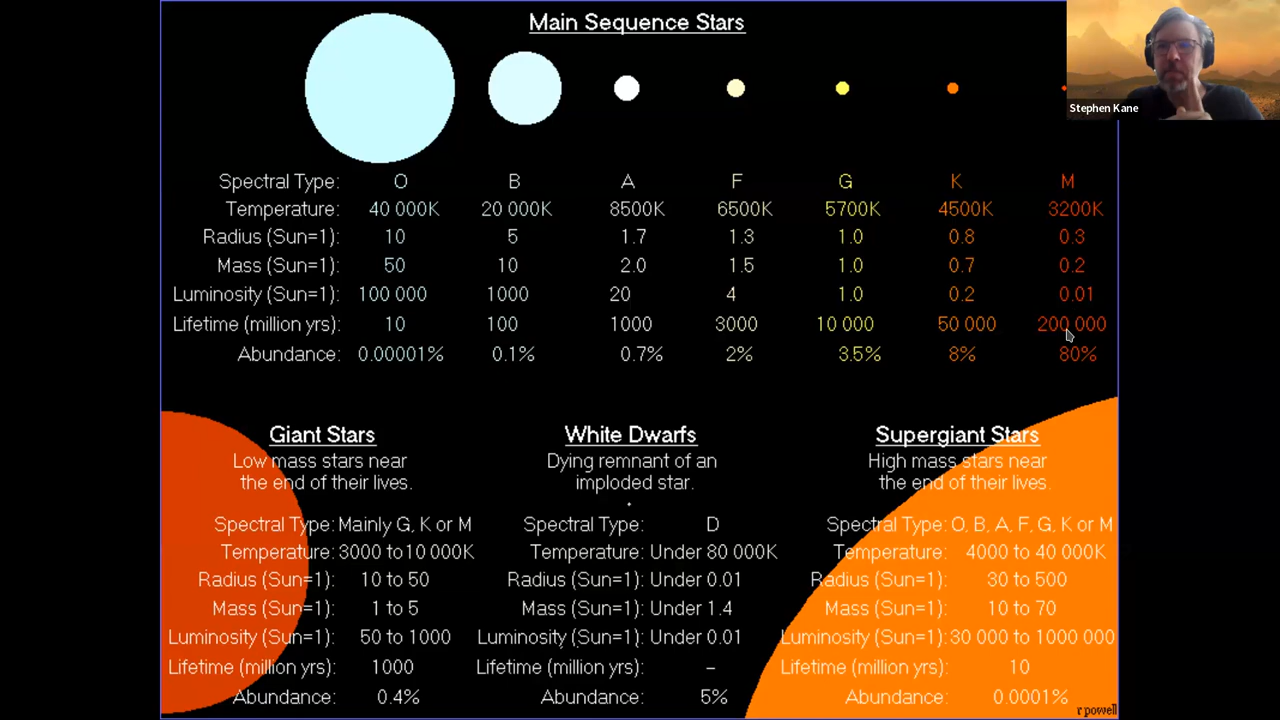 Main Sequence Stars
Stephen Kane
Spectral Type: O B A F G K M
Temperature: 40 000K 20 000K 8500K 6500K 5700K 4500K 3200K
Radius (Sun=1): 10 5 1.7 1.3 1.0 0.8 0.3
Mass (Sun=1): 50 10 2.0 1.5 1.0 0.7 0.2
Luminosity (Sun=1): 100 000 1000 20 4 1.0 0.2 0.01
Lifetime (million yrs): 10 100 1000 3000 10 000 50 000 200 000
Abundance: 0.00001% 0.1% 0.7% 2% 3.5% 8% 80%
Giant Stars
Low mass stars near
the end of their lives.
Spectral Type: Mainly G, K or M
Temperature: 3000 to 10 000K
Radius (Sun=1): 10 to 50
Mass (Sun=1): 1 to 5
Luminosity (Sun=1): 50 to 1000
Lifetime (million yrs): 1000
Abundance: 0.4%
White Dwarfs
Dying remnant of an
imploded star.
Spectral Type: D
Temperature: Under 80 000K
Radius (Sun=1): Under 0.01
Mass (Sun=1): Under 1.4
Luminosity (Sun=1): Under 0.01
Lifetime (million yrs): –
Abundance: 5%
Supergiant Stars
High mass stars near
the end of their lives.
Spectral Type: O, B, A, F, G, K or M
Temperature: 4000 to 40 000K
Radius (Sun=1): 30 to 500
Mass (Sun=1): 10 to 70
Luminosity (Sun=1): 30 000 to 1000 000
Lifetime (million yrs): 10
Abundance: 0.0001%
r powell